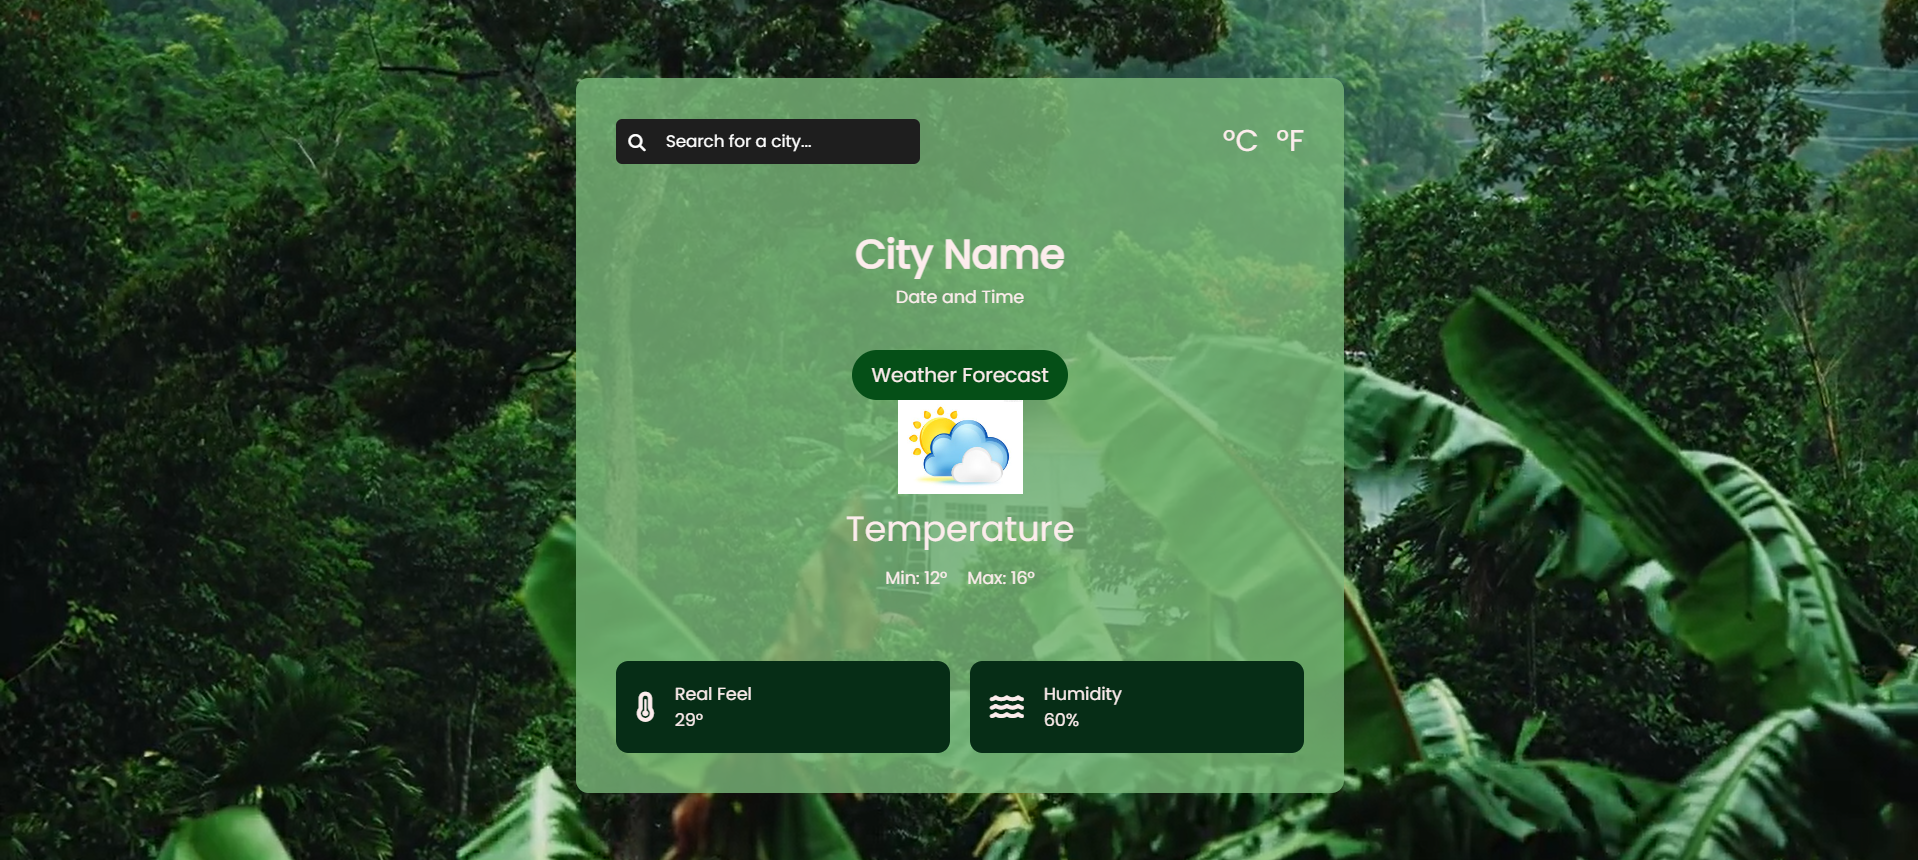 Search for a city...
°C °F
City Name
Date and Time
Weather Forecast
Temperature
Min: 12° Max: 16°
Real Feel
29°
Humidity
60%